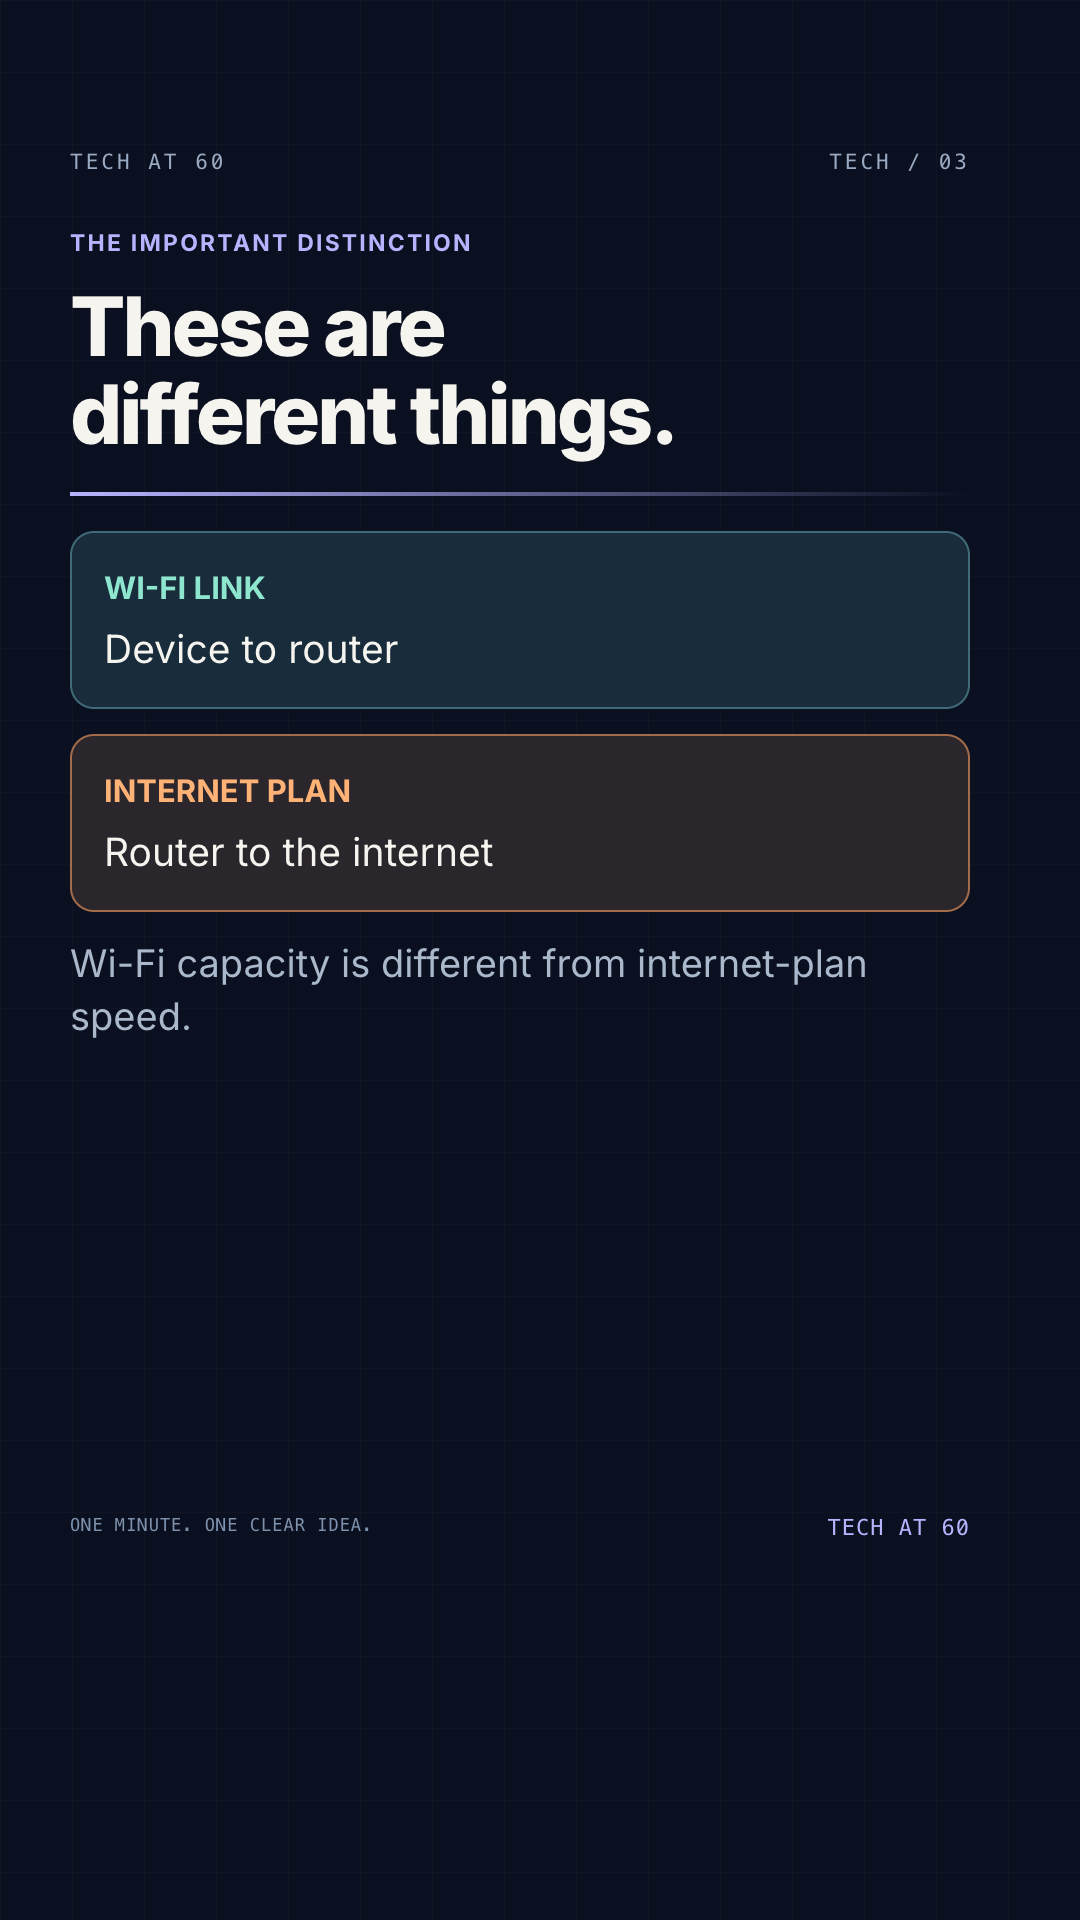 TECH AT 60
TECH / 03
THE IMPORTANT DISTINCTION
These are
different things.
WI-FI LINK
Device to router
INTERNET PLAN
Router to the internet
Wi-Fi capacity is different from internet-plan
speed.
ONE MINUTE. ONE CLEAR IDEA.
TECH AT 60